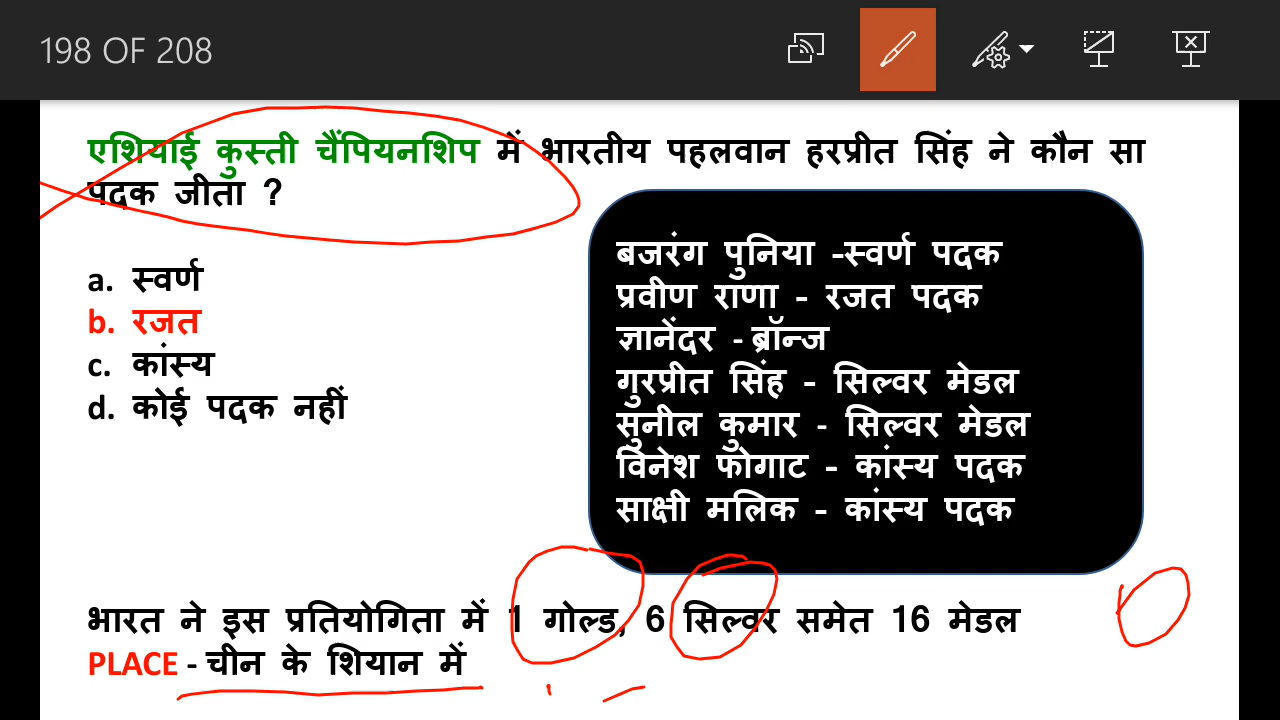 198 OF 208
एशियाई कुस्ती चैंपियनशिप में भारतीय पहलवान हरप्रीत सिंह ने कौन सा
पदक जीता ?
a. स्वर्ण
b. रजत
c. कांस्य
d. कोई पदक नहीं
बजरंग पुनिया -स्वर्ण पदक
प्रवीण राणा - रजत पदक
ज्ञानेंदर - ब्रॉन्ज
गुरप्रीत सिंह - सिल्वर मेडल
सुनील कुमार - सिल्वर मेडल
विनेश फोगाट - कांस्य पदक
साक्षी मलिक - कांस्य पदक
भारत ने इस प्रतियोगिता में 1 गोल्ड, 6 सिल्वर समेत 16 मेडल
PLACE - चीन के शियान में